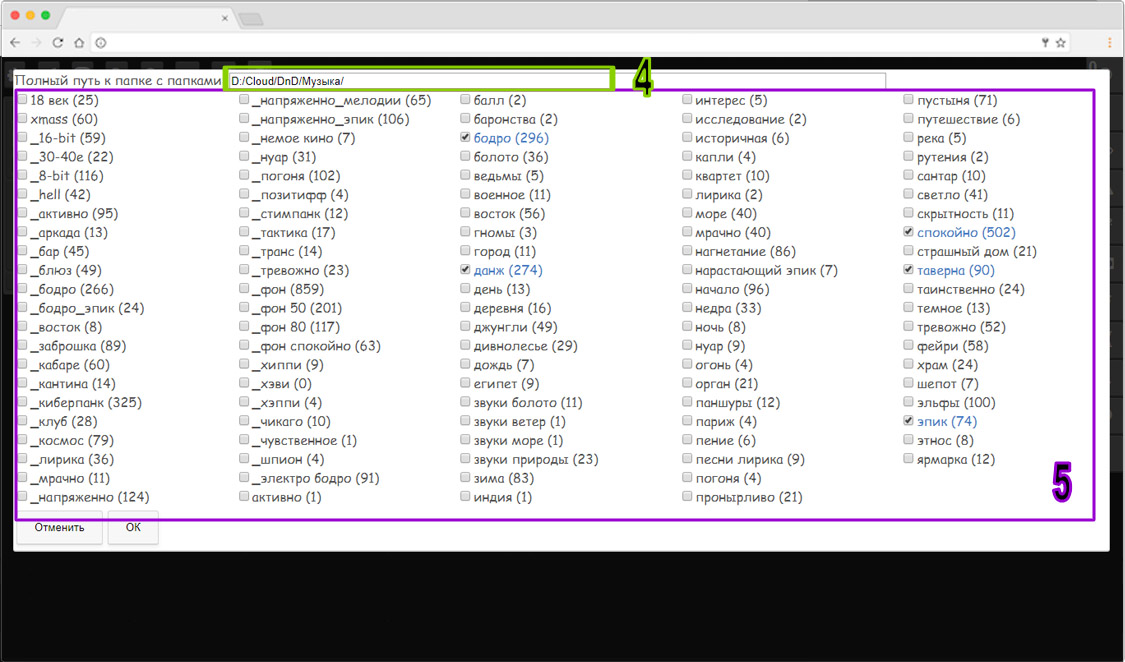 Полный путь к папке с папками D:/Cloud/DnD/Музыка/ 4
18 век (25)
xmass (60)
_16-bit (59)
_30-40е (22)
_8-bit (116)
_hell (42)
_активно (95)
_аркада (13)
_бар (45)
_блюз (49)
_бодро (266)
_бодро_эпик (24)
_восток (8)
_заброшка (89)
_кабаре (60)
_кантина (14)
_киберпанк (325)
_клуб (28)
_космос (79)
_лирика (36)
_мрачно (11)
_напряженно (124)
_напряженно_мелодии (65)
_напряженно_эпик (106)
_немое кино (7)
_нуар (31)
_погоня (102)
_позитифф (4)
_стимпанк (12)
_тактика (17)
_транс (14)
_тревожно (23)
_фон (859)
_фон 50 (201)
_фон 80 (117)
_фон спокойно (63)
_хиппи (9)
_хэви (0)
_хэппи (4)
_чикаго (10)
_чувственное (1)
_шпион (4)
_электро бодро (91)
активно (1)
балл (2)
баронства (2)
бодро (296)
болото (36)
ведьмы (5)
военное (11)
восток (56)
гномы (3)
город (11)
данж (274)
день (13)
деревня (16)
джунгли (49)
дивнолесье (29)
дождь (7)
египет (9)
звуки болото (11)
звуки ветер (1)
звуки море (1)
звуки природы (23)
зима (83)
индия (1)
интерес (5)
исследование (2)
историчная (6)
капли (4)
квартет (10)
лирика (2)
море (40)
мрачно (40)
нагнетание (86)
нарастающий эпик (7)
начало (96)
недра (33)
ночь (8)
нуар (9)
огонь (4)
орган (21)
паншуры (12)
париж (4)
пение (6)
песни лирика (9)
погоня (4)
пронырливо (21)
пустыня (71)
путешествие (6)
река (5)
рутения (2)
сантар (10)
светло (41)
скрытность (11)
спокойно (502)
страшный дом (21)
таверна (90)
таинственно (24)
темное (13)
тревожно (52)
фейри (58)
храм (24)
шепот (7)
эльфы (100)
эпик (74)
этнос (8)
ярмарка (12)
5
Отменить OK